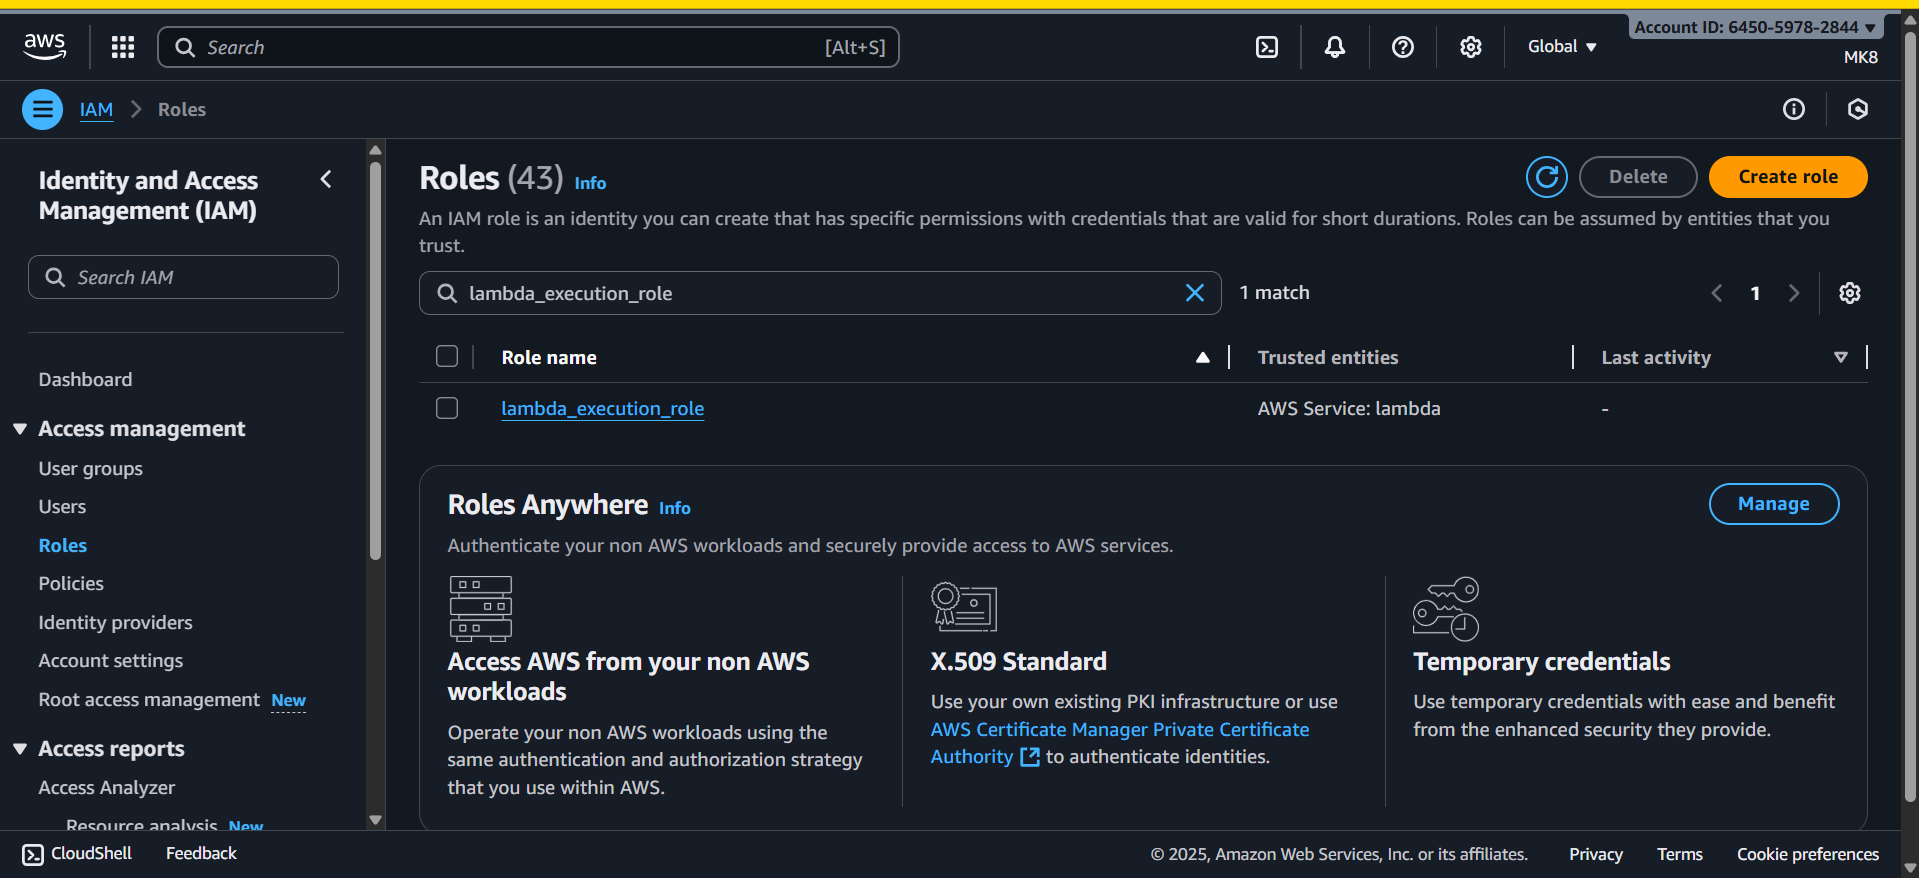 aws
Search [Alt+S]
Global
Account ID: 6450-5978-2844
MK8
IAM
Roles
Identity and Access
Management (IAM)
Search IAM
Dashboard
Access management
User groups
Users
Roles
Policies
Identity providers
Account settings
Root access management New
Access reports
Access Analyzer
Resource analysis New
Roles (43) Info
Delete
Create role
An IAM role is an identity you can create that has specific permissions with credentials that are valid for short durations. Roles can be assumed by entities that you
trust.
lambda_execution_role
1 match
1
Role name
Trusted entities
Last activity
lambda_execution_role
AWS Service: lambda
-
Roles Anywhere Info
Manage
Authenticate your non AWS workloads and securely provide access to AWS services.
Access AWS from your non AWS
workloads
Operate your non AWS workloads using the
same authentication and authorization strategy
that you use within AWS.
X.509 Standard
Use your own existing PKI infrastructure or use
AWS Certificate Manager Private Certificate
Authority to authenticate identities.
Temporary credentials
Use temporary credentials with ease and benefit
from the enhanced security they provide.
CloudShell
Feedback
© 2025, Amazon Web Services, Inc. or its affiliates.
Privacy
Terms
Cookie preferences